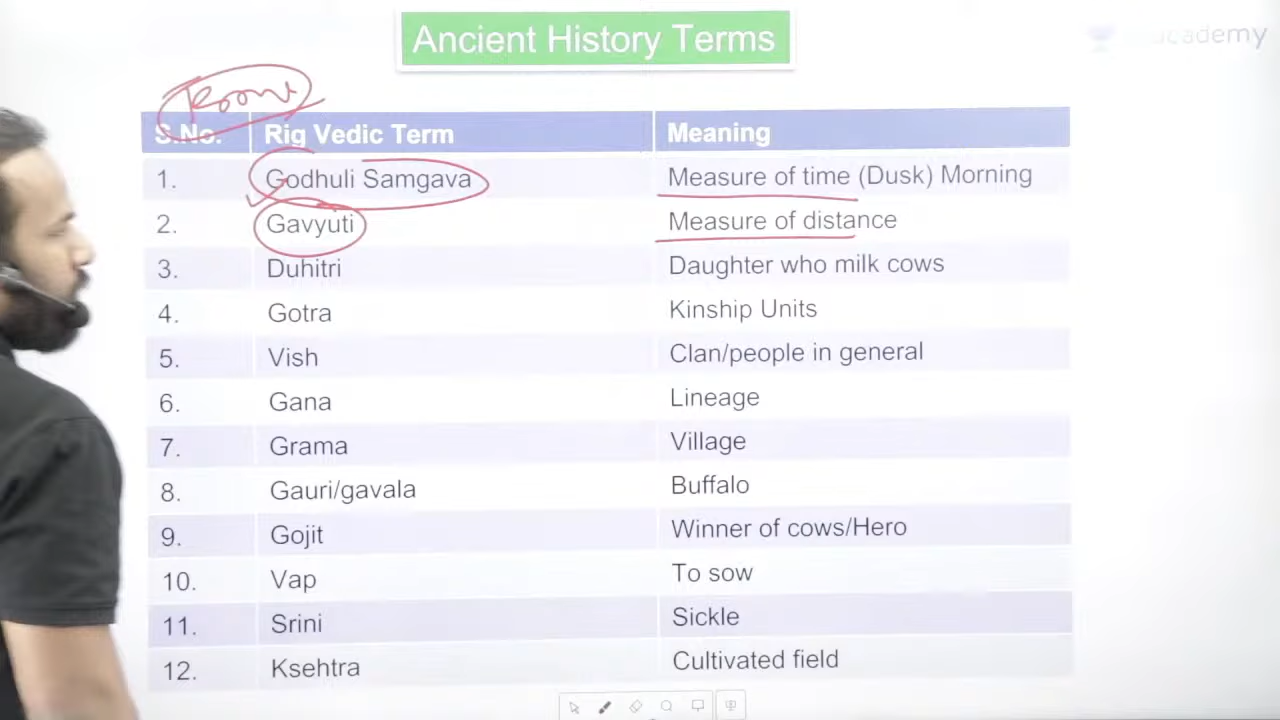 Ancient History Terms
S.No. Rig Vedic Term Meaning
1. Godhuli Samgava Measure of time (Dusk) Morning
2. Gavyuti Measure of distance
3. Duhitri Daughter who milk cows
4. Gotra Kinship Units
5. Vish Clan/people in general
6. Gana Lineage
7. Grama Village
8. Gauri/gavala Buffalo
9. Gojit Winner of cows/Hero
10. Vap To sow
11. Srini Sickle
12. Ksehtra Cultivated field